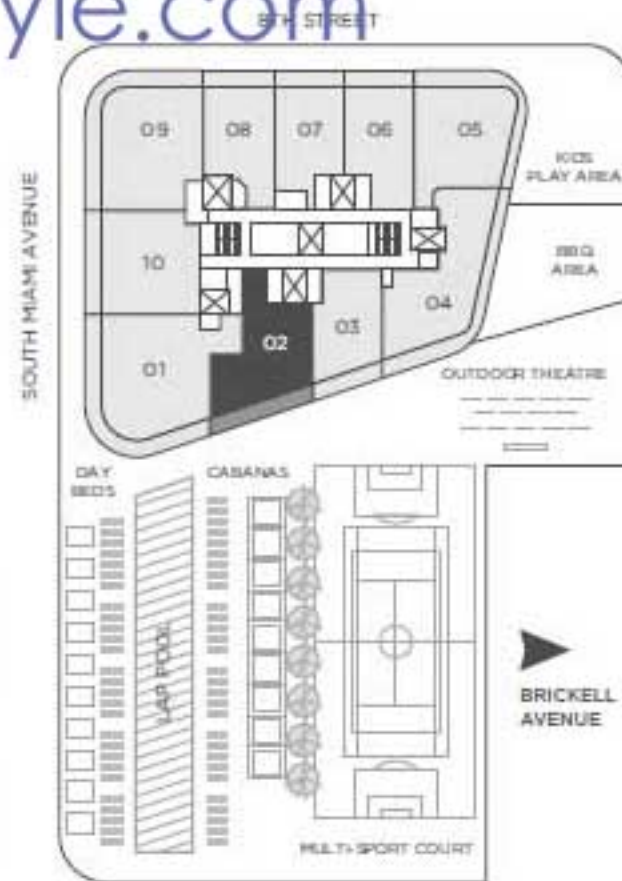 yle.com
8TH STREET
SOUTH MIAMI AVENUE
09
08
07
06
05
KIDS
PLAY AREA
BBQ
AREA
10
04
03
02
01
OUTDOOR THEATRE
DAY
BEDS
CABANAS
LAP POOL
BRICKELL
AVENUE
MULTI-SPORT COURT